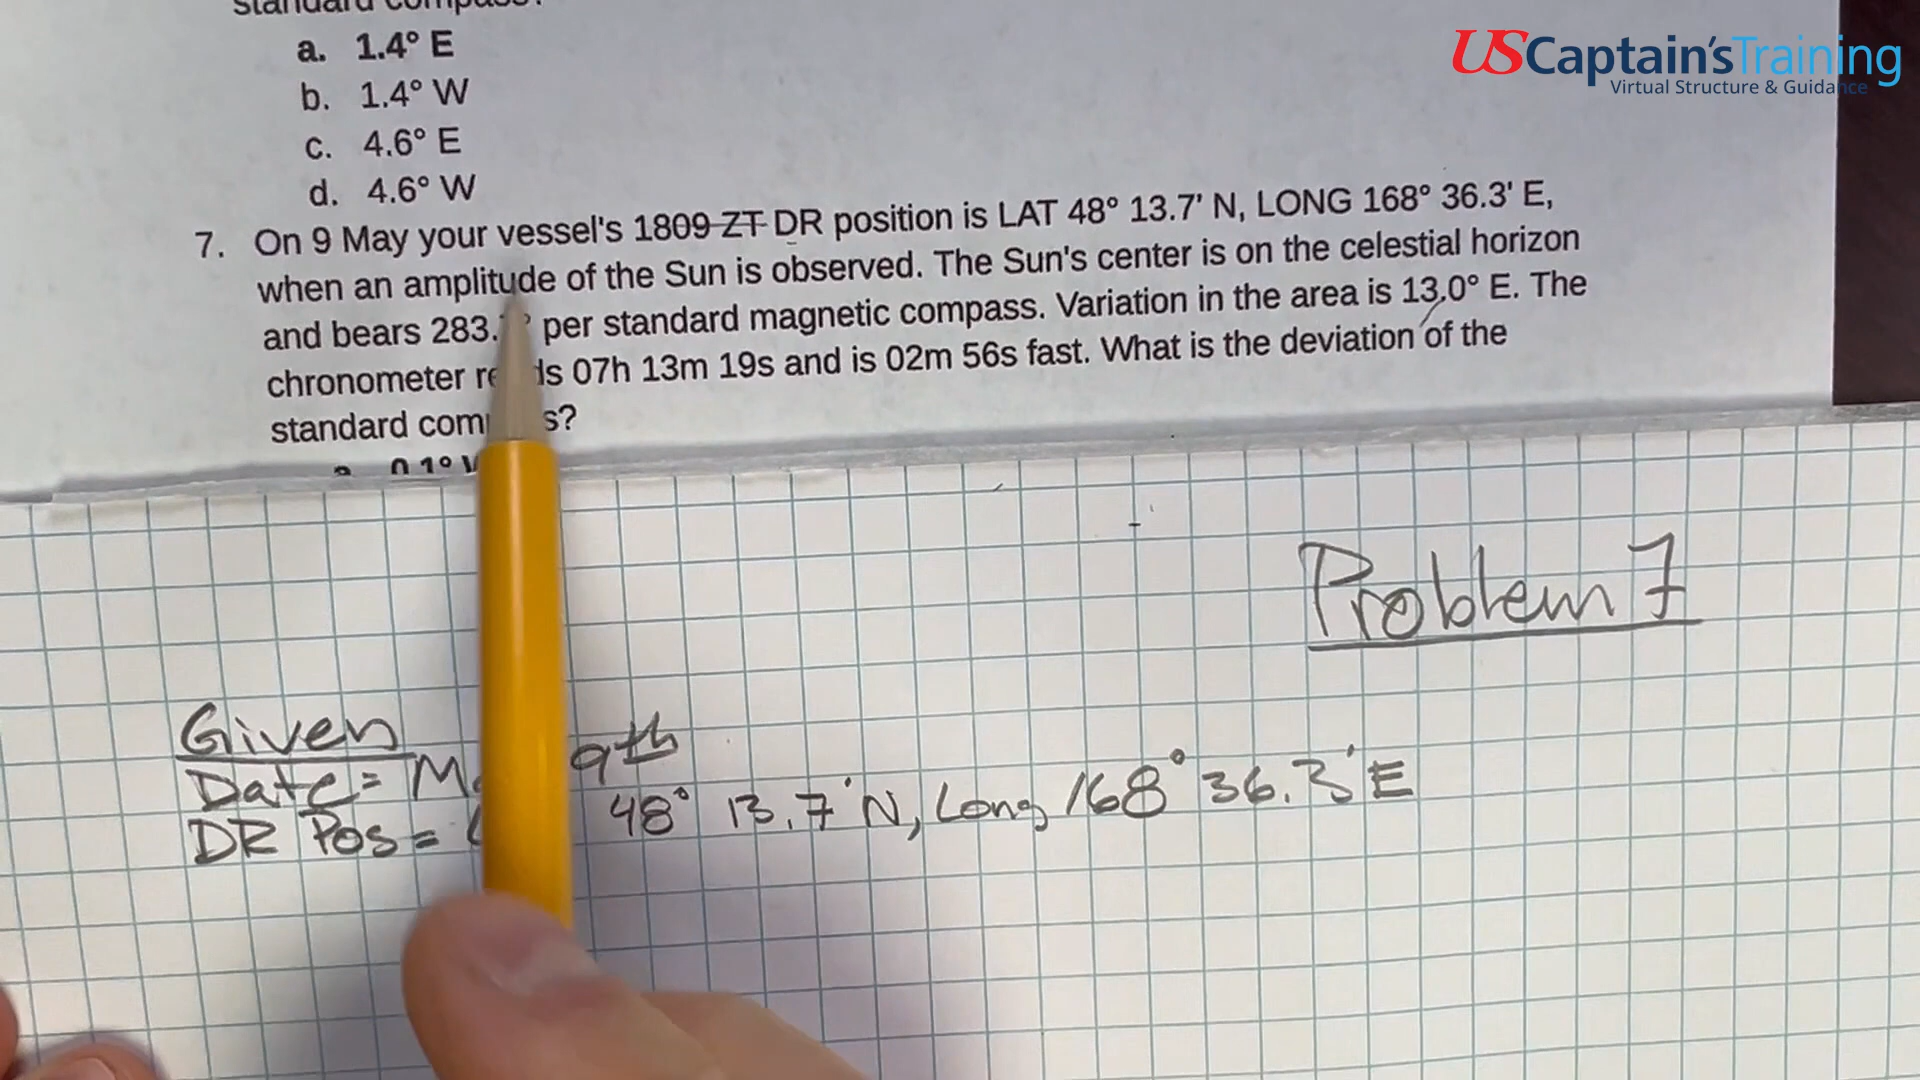 standard compass?
a. 1.4° E
b. 1.4° W
c. 4.6° E
d. 4.6° W
7. On 9 May your vessel's 1809 ZT DR position is LAT 48° 13.7' N, LONG 168° 36.3' E,
when an amplitude of the Sun is observed. The Sun's center is on the celestial horizon
and bears 283. per standard magnetic compass. Variation in the area is 13.0° E. The
chronometer 07h 13m 19s and is 02m 56s fast. What is the deviation of the
standard
0.1°
USCaptain'sTraining
Virtual Structure & Guidance
Problem 7
Given
Date= 9th
DR Pos= 48° 13.7' N, Long 168° 36.3' E